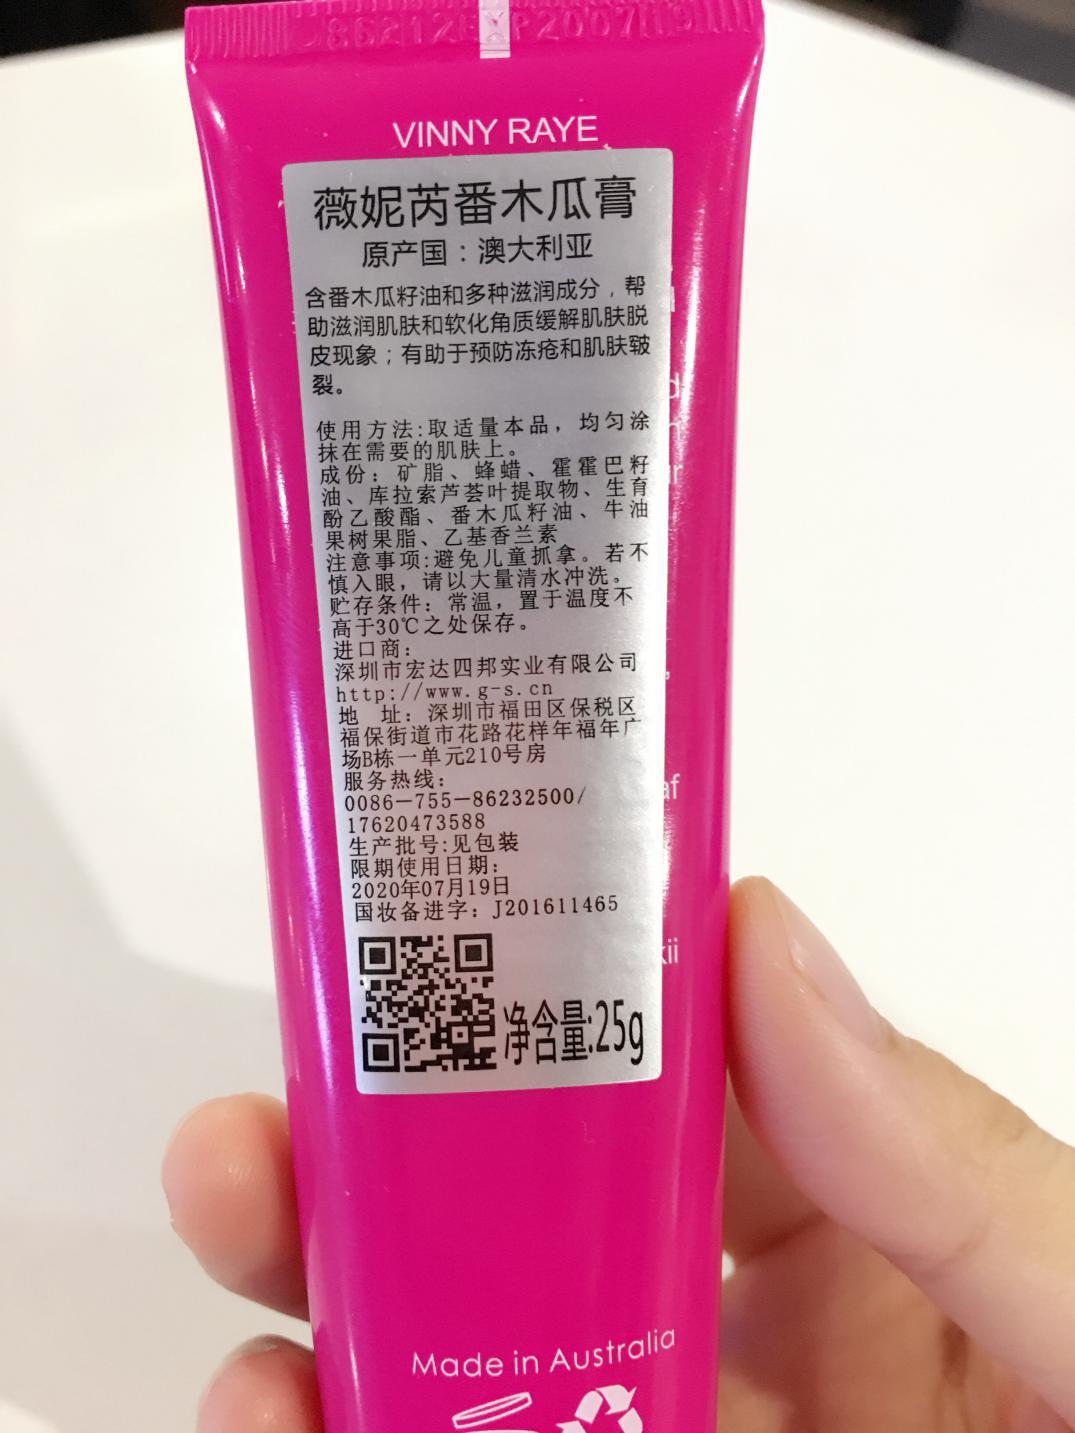 86212EXP200719
VINNY RAYE
薇妮芮番木瓜膏
原产国：澳大利亚
含番木瓜籽油和多种滋润成分，帮
助滋润肌肤和软化角质缓解肌肤脱
皮现象；有助于预防冻疮和肌肤皲
裂。
使用方法:取适量本品，均匀涂
抹在需要的肌肤上。
成份：矿脂、蜂蜡、霍霍巴籽
油、库拉索芦荟叶提取物、生育
酚乙酸酯、番木瓜籽油、牛油
果树果脂、乙基香兰素
注意事项:避免儿童抓拿。若不
慎入眼，请以大量清水冲洗。
贮存条件：常温，置于温度不
高于30℃之处保存。
进口商：
深圳市宏达四邦实业有限公司
http://www.g-s.cn
地 址：深圳市福田区保税区
福保街道市花路花样年福年广
场B栋一单元210号房
服务热线：
0086-755-86232500/
17620473588
生产批号:见包装
限期使用日期：
2020年07月19日
国妆备进字：J201611465
净含量:25g
Made in Australia